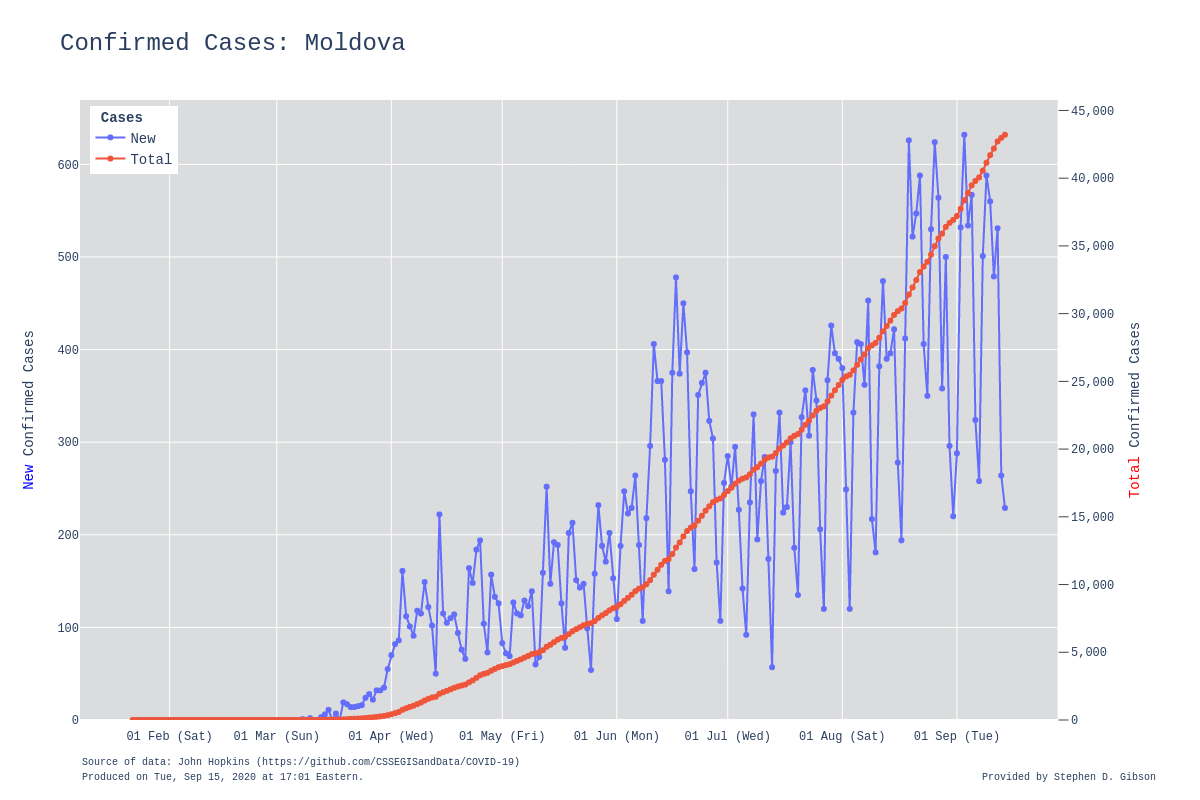 Confirmed Cases: Moldova
Cases
New
Total
600
500
400
300
200
100
0
45,000
40,000
35,000
30,000
25,000
20,000
15,000
10,000
5,000
0
New Confirmed Cases
Total Confirmed Cases
01 Feb (Sat) 01 Mar (Sun) 01 Apr (Wed) 01 May (Fri) 01 Jun (Mon) 01 Jul (Wed) 01 Aug (Sat) 01 Sep (Tue)
Source of data: John Hopkins (https://github.com/CSSEGISandData/COVID-19)
Produced on Tue, Sep 15, 2020 at 17:01 Eastern.
Provided by Stephen D. Gibson